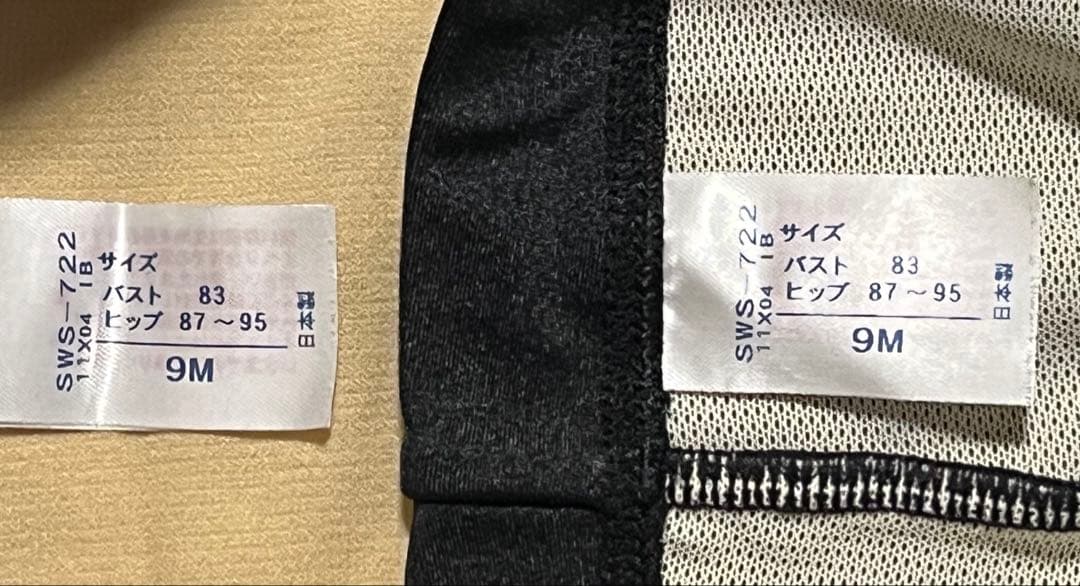 SWS-722
11X04 IB
サイズ
バスト 83
ヒップ 87～95
9M
日本製
SWS-722
11X04 IB
サイズ
バスト 83
ヒップ 87～95
9M
日本製